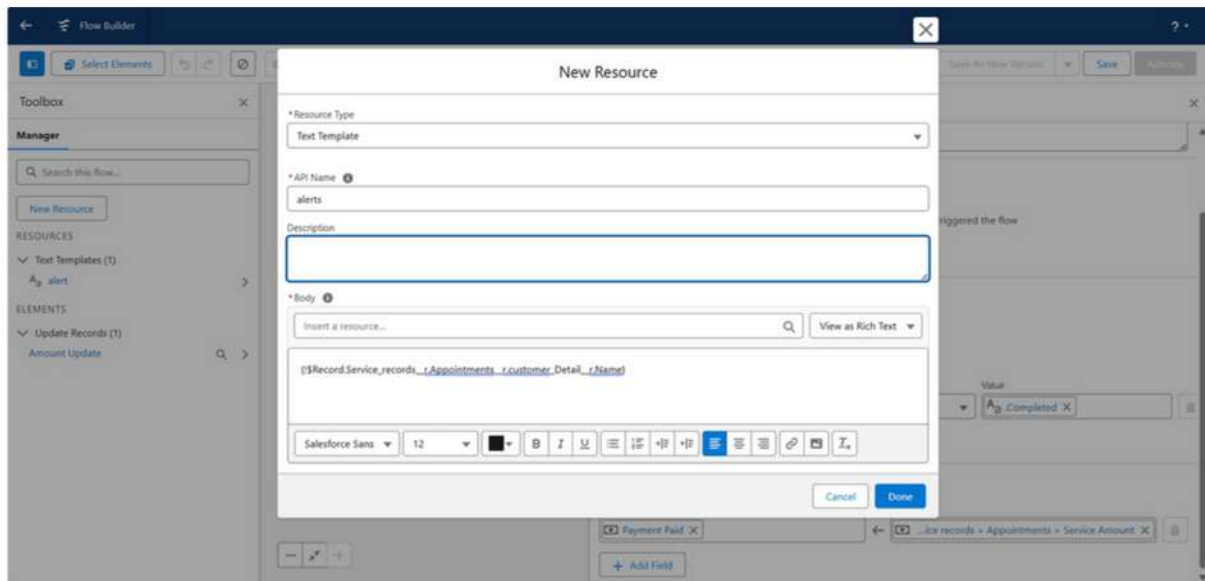 Flow Builder
?
Select Elements
Save As New Version
Save
Activate
Toolbox
Manager
Search this flow...
New Resource
RESOURCES
Text Templates (1)
alert
ELEMENTS
Update Records (1)
Amount Update
New Resource
*Resource Type
Text Template
*API Name
alerts
Description
*Body
Insert a resource...
View as Rich Text
{!$Record.Service_records__r.Appointments__r.customer_Detail__r.Name}
Salesforce Sans
12
B I U
Cancel
Done
riggered the flow
Value
Completed
Payment Paid
...ice records > Appointments > Service Amount
+ Add Field